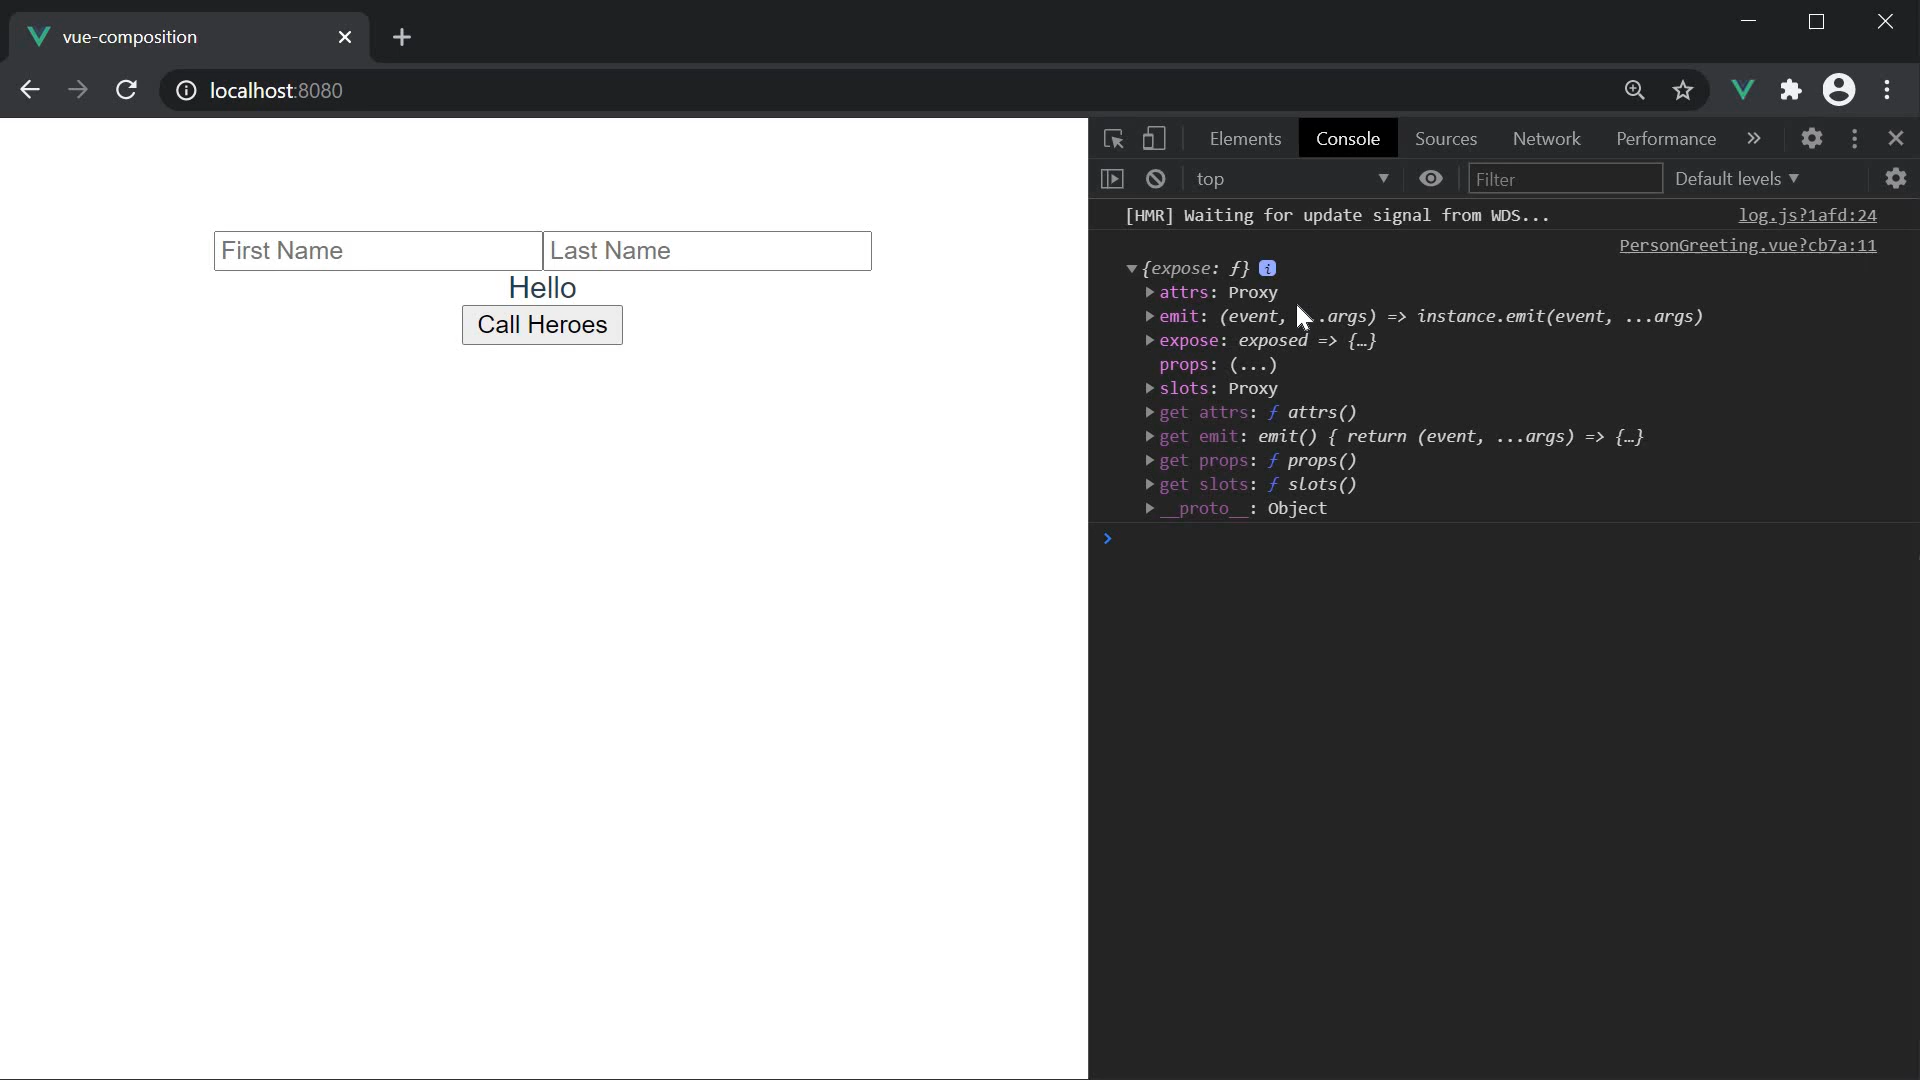 vue-composition
localhost:8080
Elements Console Sources Network Performance »
top Filter Default levels
[HMR] Waiting for update signal from WDS... log.js?1afd:24
PersonGreeting.vue?cb7a:11
{expose: ƒ} i
First Name Last Name
Hello
Call Heroes
attrs: Proxy
emit: (event, ...args) => instance.emit(event, ...args)
expose: exposed => {…}
props: (...)
slots: Proxy
get attrs: ƒ attrs()
get emit: emit() { return (event, ...args) => {…}
get props: ƒ props()
get slots: ƒ slots()
__proto__: Object